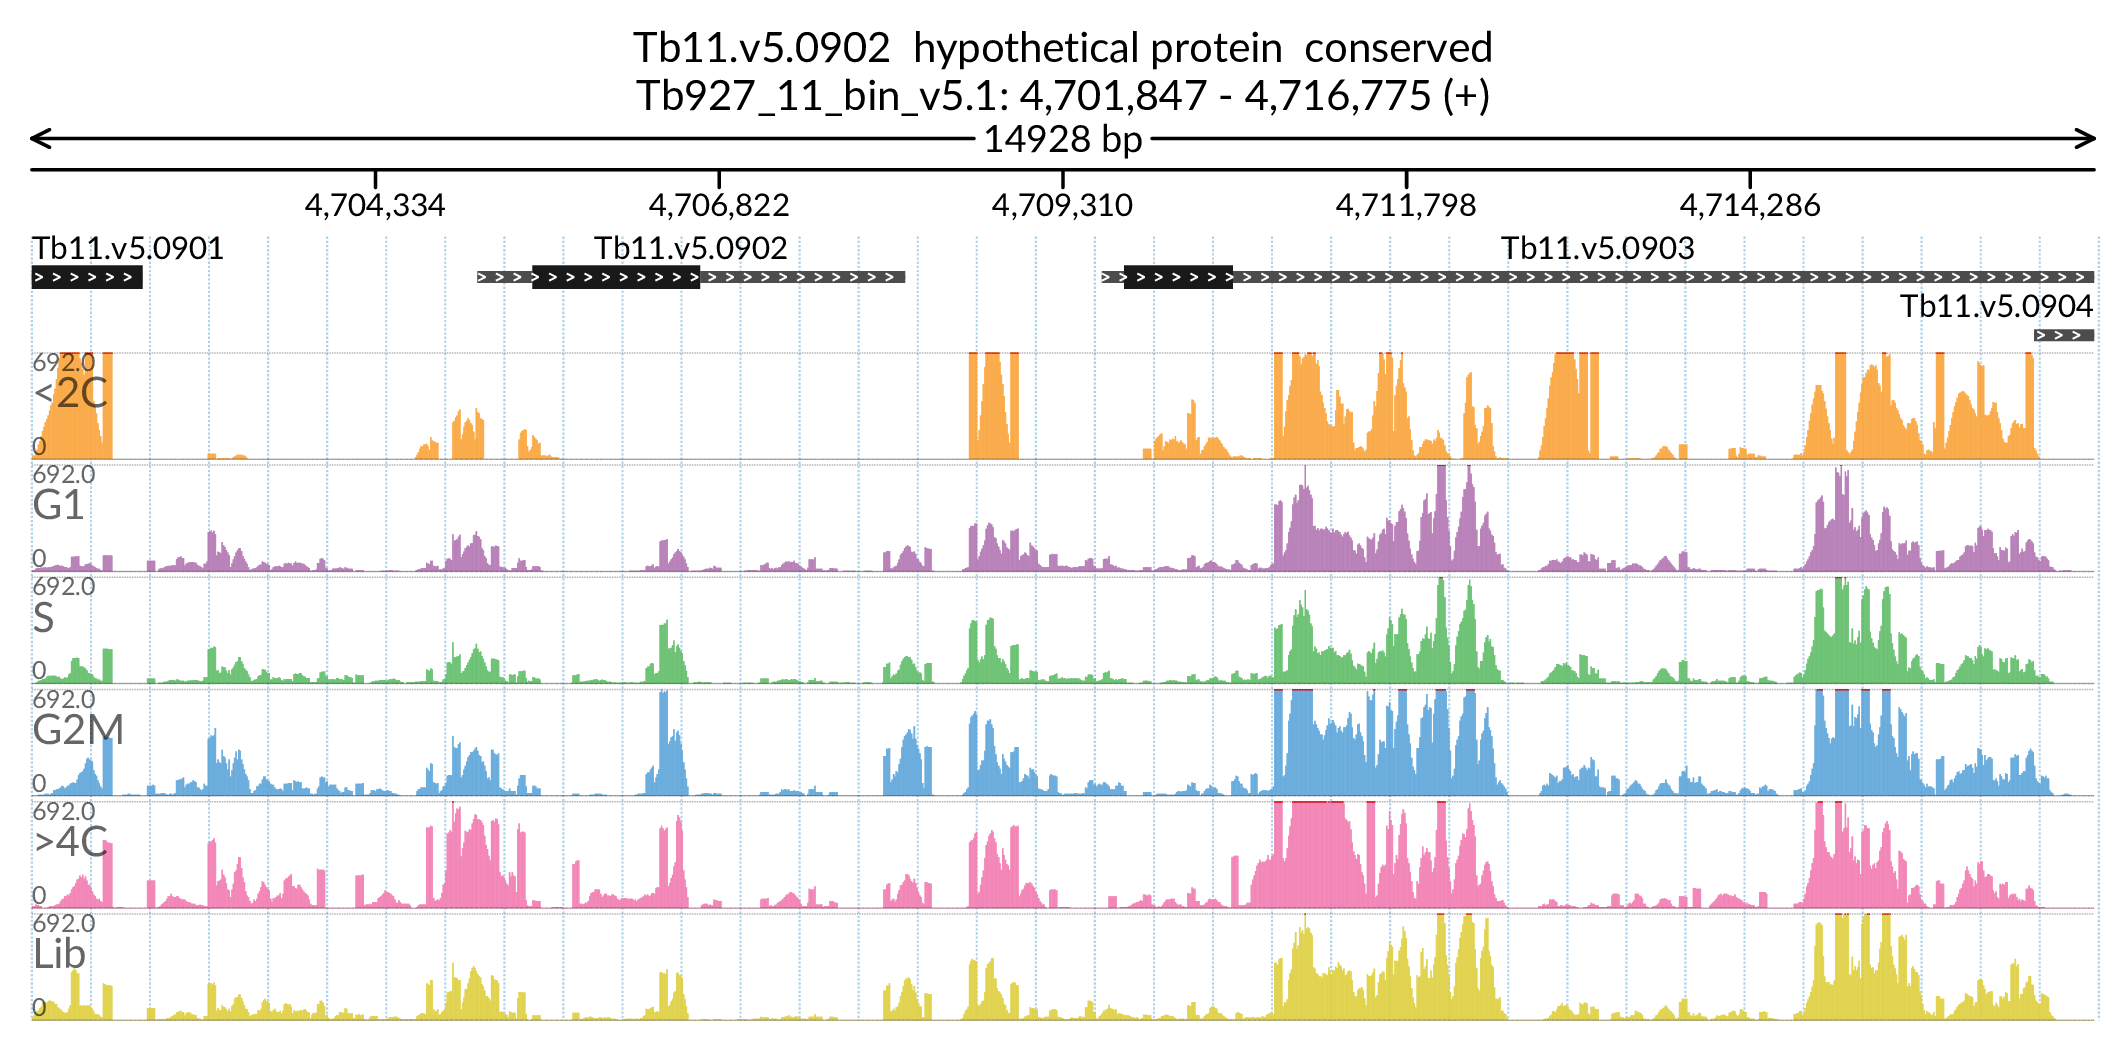 Tb11.v5.0902  hypothetical protein  conserved
Tb927_11_bin_v5.1: 4,701,847 - 4,716,775 (+)
14928 bp
4,704,334 4,706,822 4,709,310 4,711,798 4,714,286
Tb11.v5.0901 Tb11.v5.0902 Tb11.v5.0903
Tb11.v5.0904
692.0
<2C
0
692.0
G1
0
692.0
S
0
692.0
G2M
0
692.0
>4C
0
692.0
Lib
0